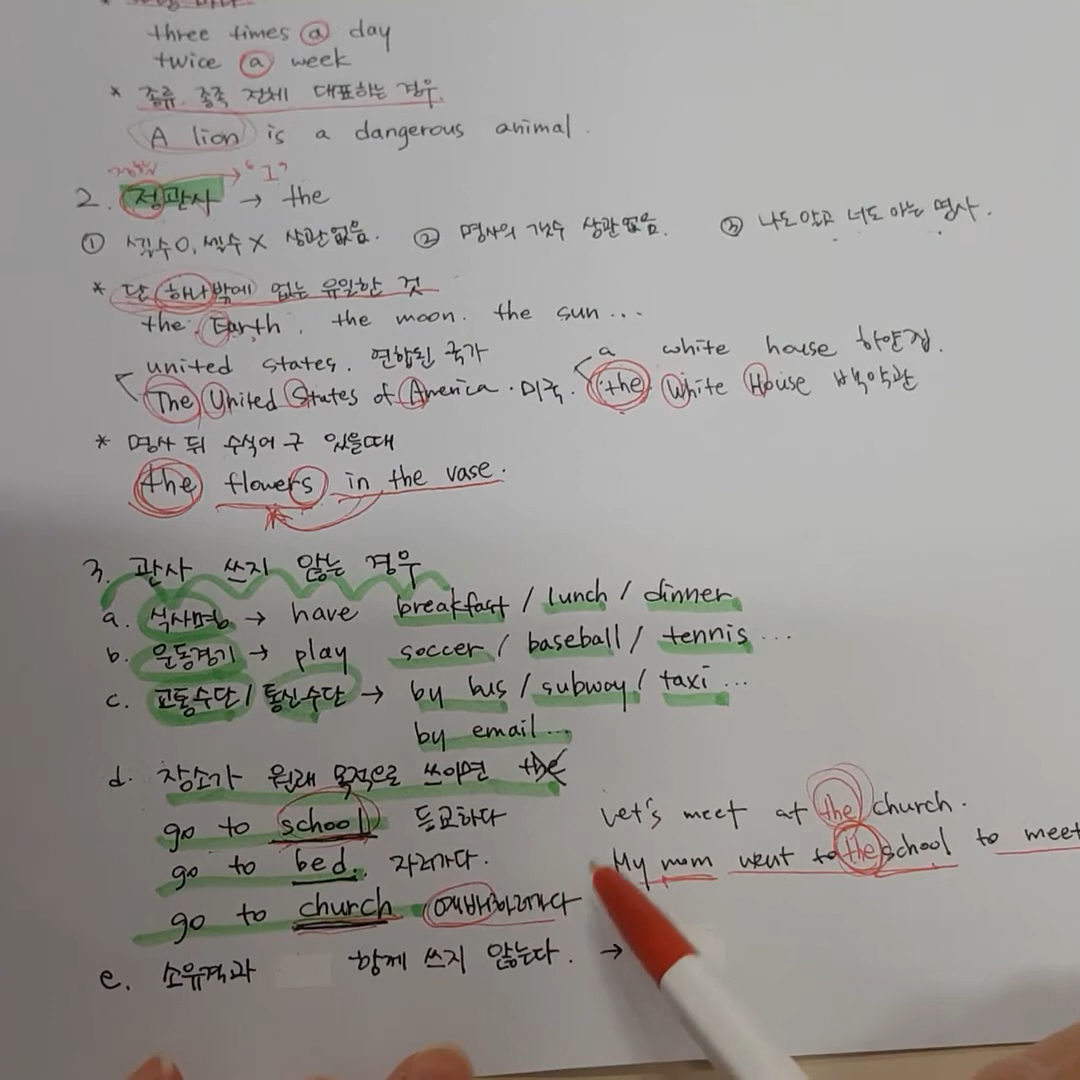 three times a day
twice a week
* 종류, 종족 전체 대표하는 경우.
A lion is a dangerous animal.
"1"
2. 정관사 → the
① 셀수 O, 셀수 X 상관없음. ② 명사의 갯수 상관없음. ③ 나도 알고 너도 아는 명사.
* 단 하나밖에 없는 유일한 것
the Earth, the moon. the sun ...
united states. 연합된 국가
a white house 하얀집.
The United States of America. 미국.
the White House 백악관
* 명사 뒤 수식어구 있을때
the flowers in the vase.
3. 관사 쓰지 않는 경우
a. 식사명 → have breakfast / lunch / dinner
b. 운동경기 → play soccer / baseball / tennis ...
c. 교통수단 / 통신수단 → by bus / subway / taxi ...
by email ...
d. 장소가 원래 목적으로 쓰이면 the
go to school 등교하다
Let's meet at the church.
go to bed. 자러가다.
My mom went to the school to meet
go to church 예배하러가다
e. 소유격과 함께 쓰지 않는다. →